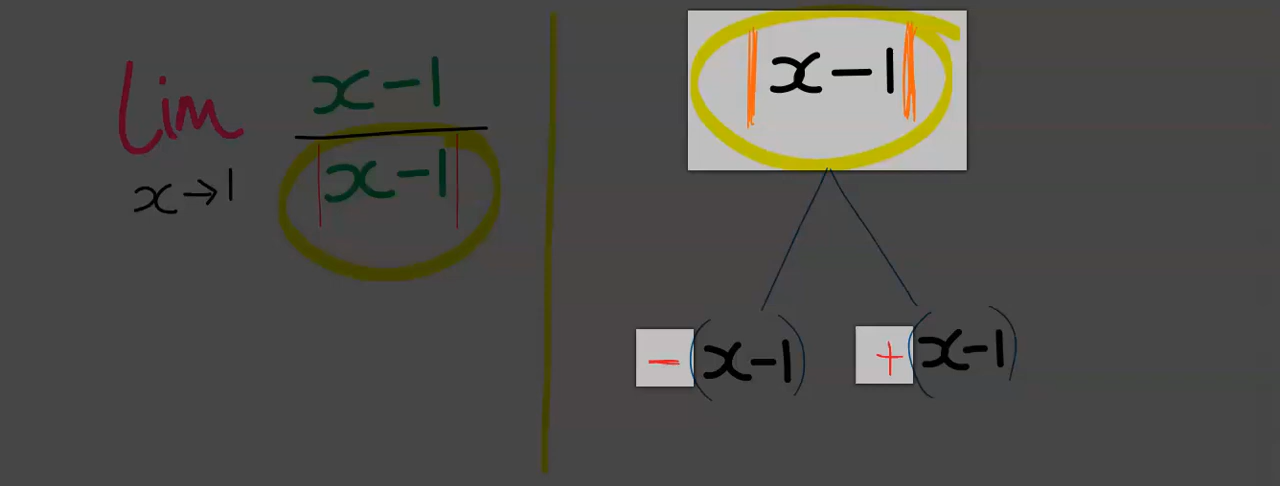 Lim x-1
x→1 |x-1|
|x-1|
-(x-1) +(x-1)